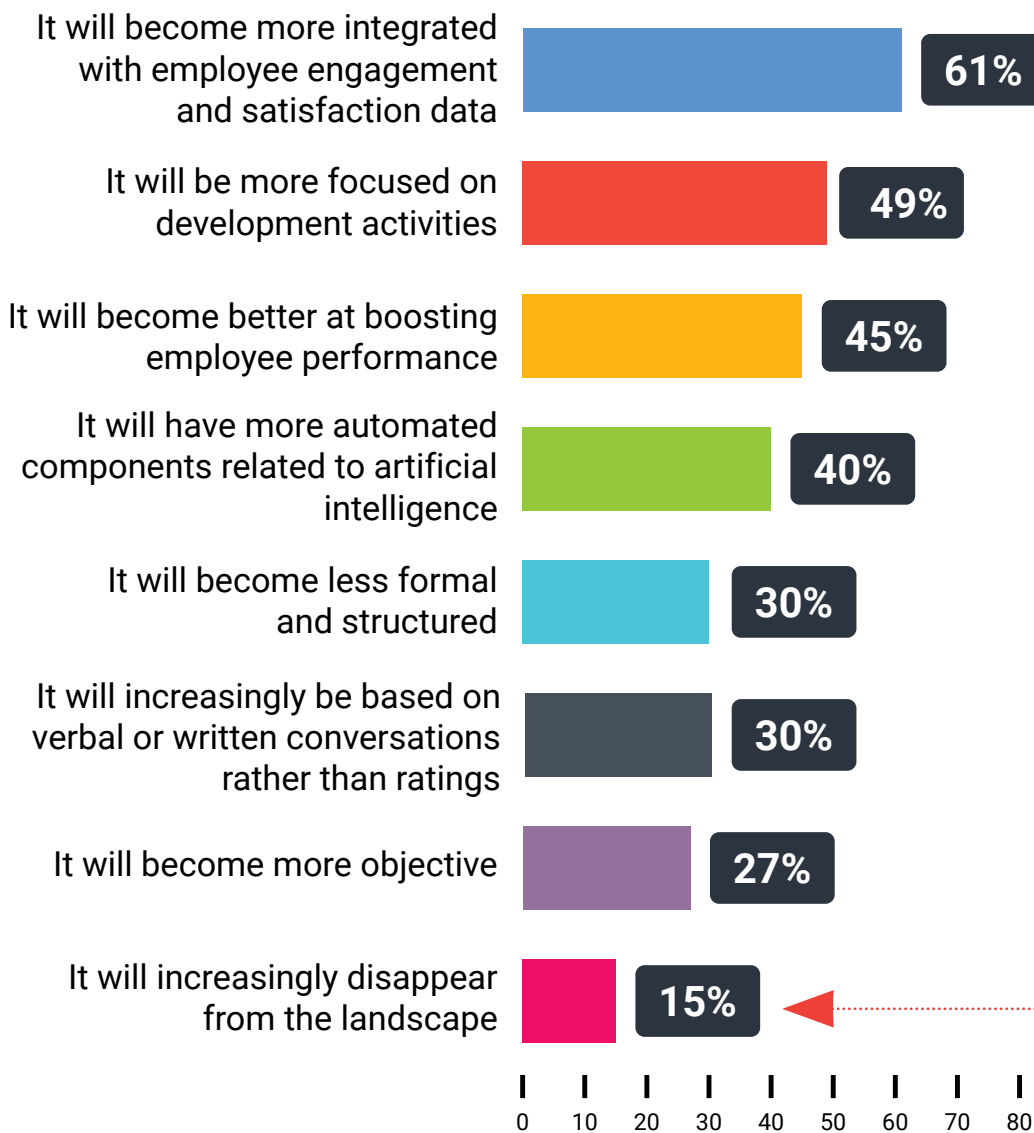 It will become more integrated
with employee engagement
and satisfaction data
61%
It will be more focused on
development activities
49%
It will become better at boosting
employee performance
45%
It will have more automated
components related to artificial
intelligence
40%
It will become less formal
and structured
30%
It will increasingly be based on
verbal or written conversations
rather than ratings
30%
It will become more objective
27%
It will increasingly disappear
from the landscape
15%
0 10 20 30 40 50 60 70 80